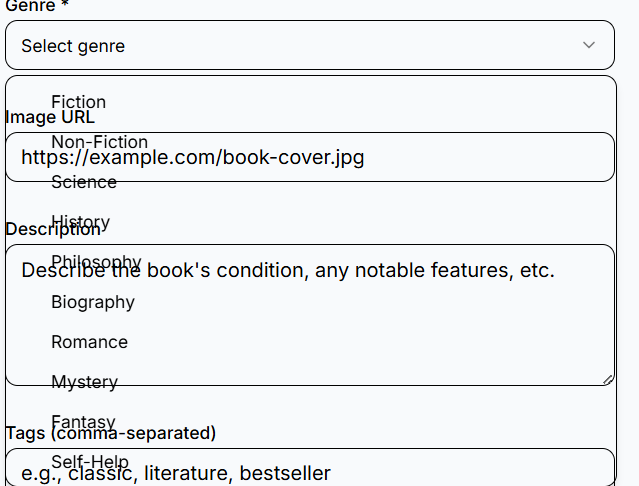 Genre *
Select genre
Fiction
Image URL
Non-Fiction
https://example.com/book-cover.jpg
Science
History
Description
Philosophy
Describe the book's condition, any notable features, etc.
Biography
Romance
Mystery
Fantasy
Tags (comma-separated)
Self-Help
e.g., classic, literature, bestseller